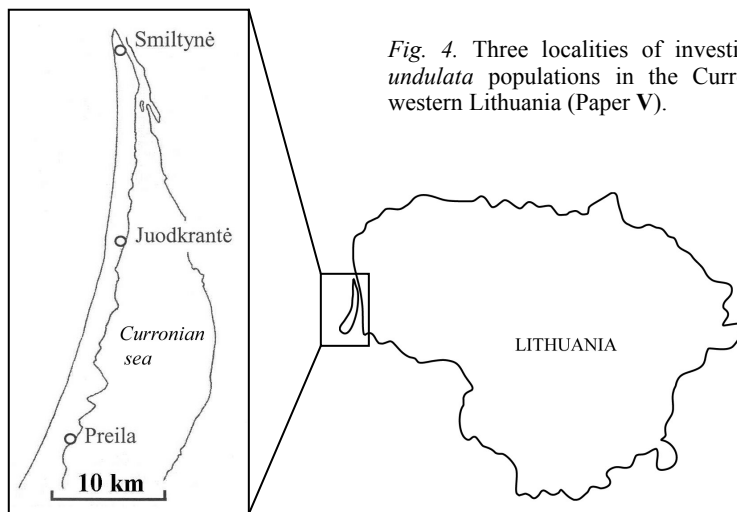 Smiltynė
Juodkrantė
Curronian
sea
Preila
10 km
Fig. 4. Three localities of investi
undulata populations in the Curr
western Lithuania (Paper V).
LITHUANIA